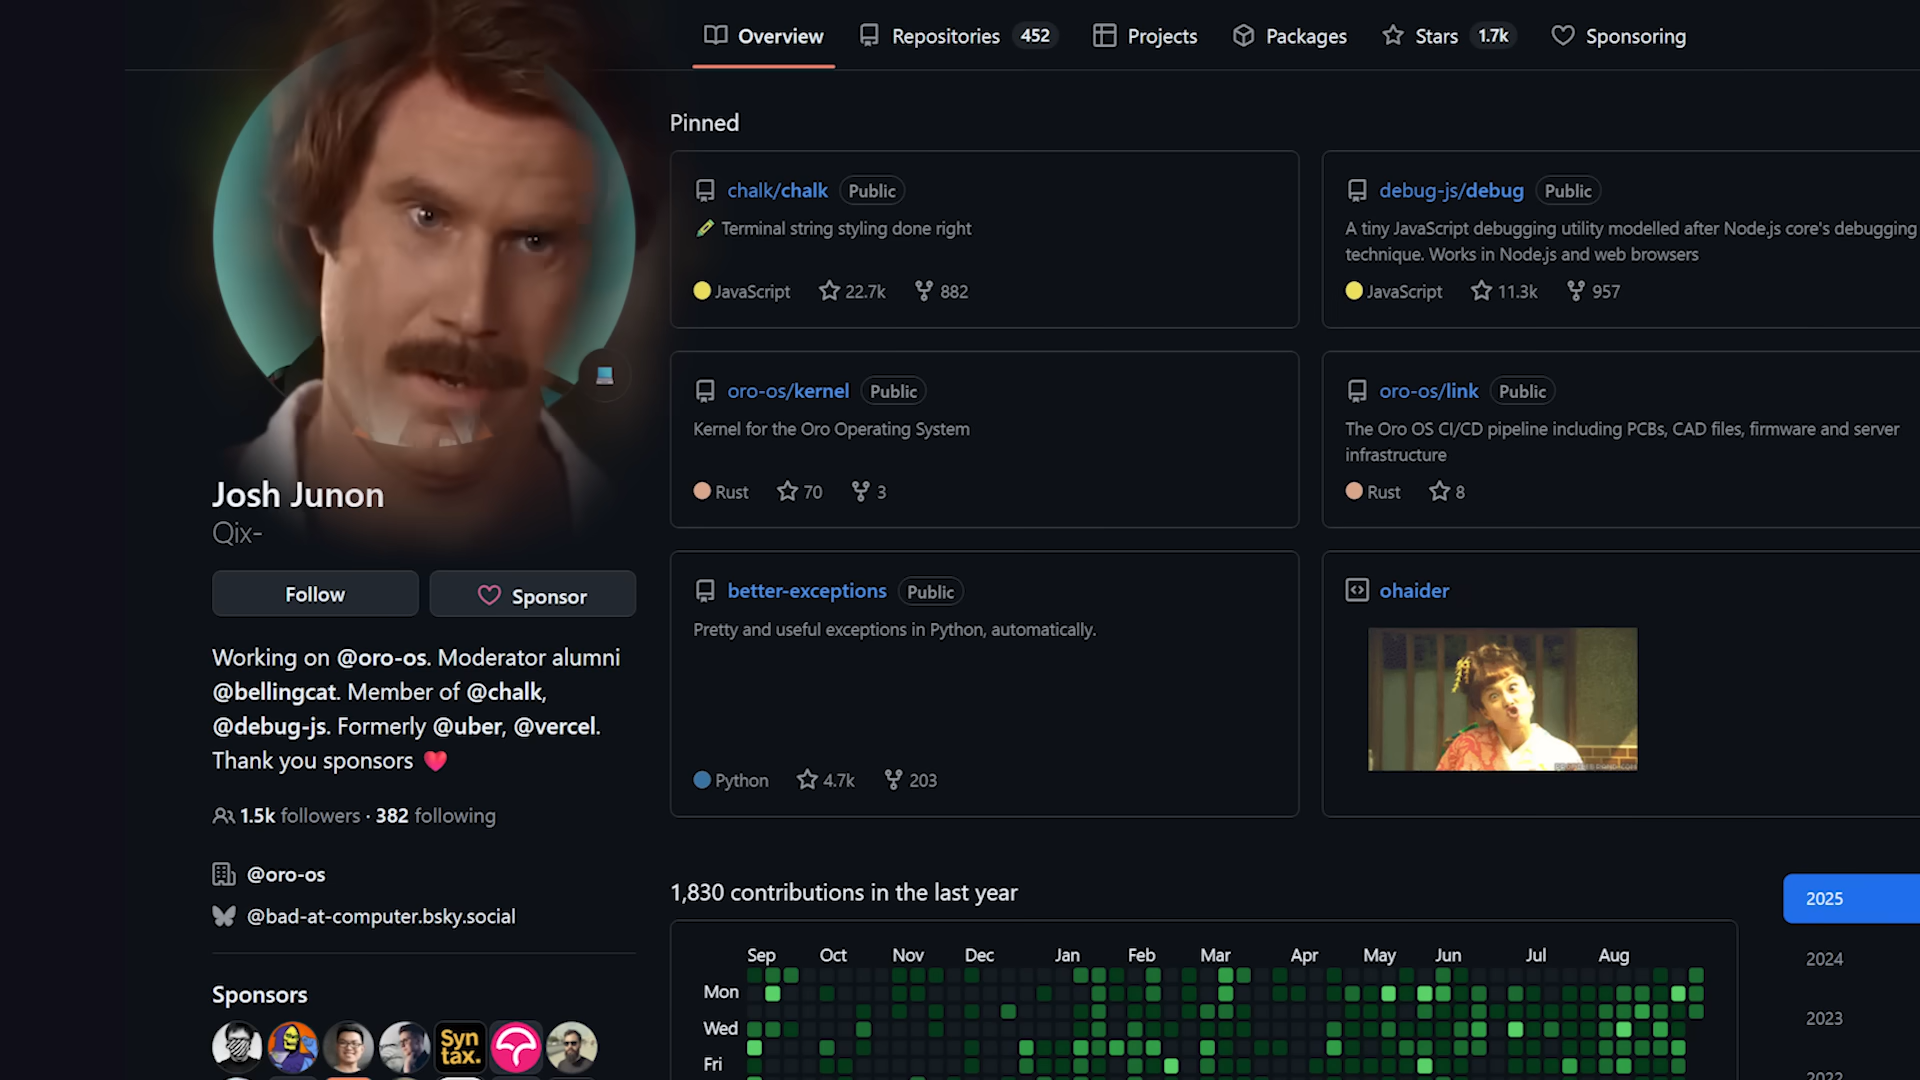 Overview
Repositories 452
Projects
Packages
Stars 1.7k
Sponsoring
Pinned
chalk/chalk Public
Terminal string styling done right
JavaScript 22.7k 882
debug-js/debug Public
A tiny JavaScript debugging utility modelled after Node.js core's debugging
technique. Works in Node.js and web browsers
JavaScript 11.3k 957
oro-os/kernel Public
Kernel for the Oro Operating System
Rust 70 3
oro-os/link Public
The Oro OS CI/CD pipeline including PCBs, CAD files, firmware and server
infrastructure
Rust 8
better-exceptions Public
Pretty and useful exceptions in Python, automatically.
Python 4.7k 203
ohaider
Josh Junon
Qix-
Follow
Sponsor
Working on @oro-os. Moderator alumni
@bellingcat. Member of @chalk,
@debug-js. Formerly @uber, @vercel.
Thank you sponsors
1.5k followers · 382 following
@oro-os
@bad-at-computer.bsky.social
Sponsors
Syn
tax.
1,830 contributions in the last year
Sep Oct Nov Dec Jan Feb Mar Apr May Jun Jul Aug
Mon
Wed
Fri
2025
2024
2023
2022